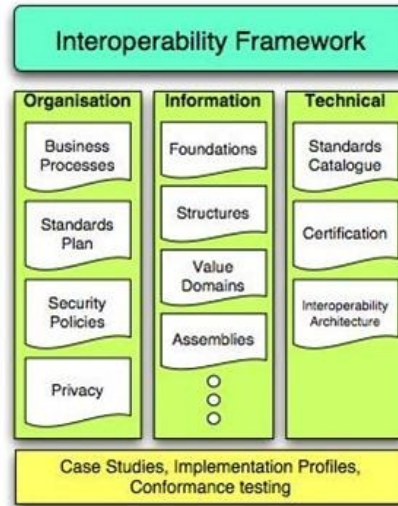 Interoperability Framework
Organisation
Business
Processes
Standards
Plan
Security
Policies
Privacy
Information
Foundations
Structures
Value
Domains
Assemblies
Technical
Standards
Catalogue
Certification
Interoperability
Architecture
Case Studies, Implementation Profiles,
Conformance testing